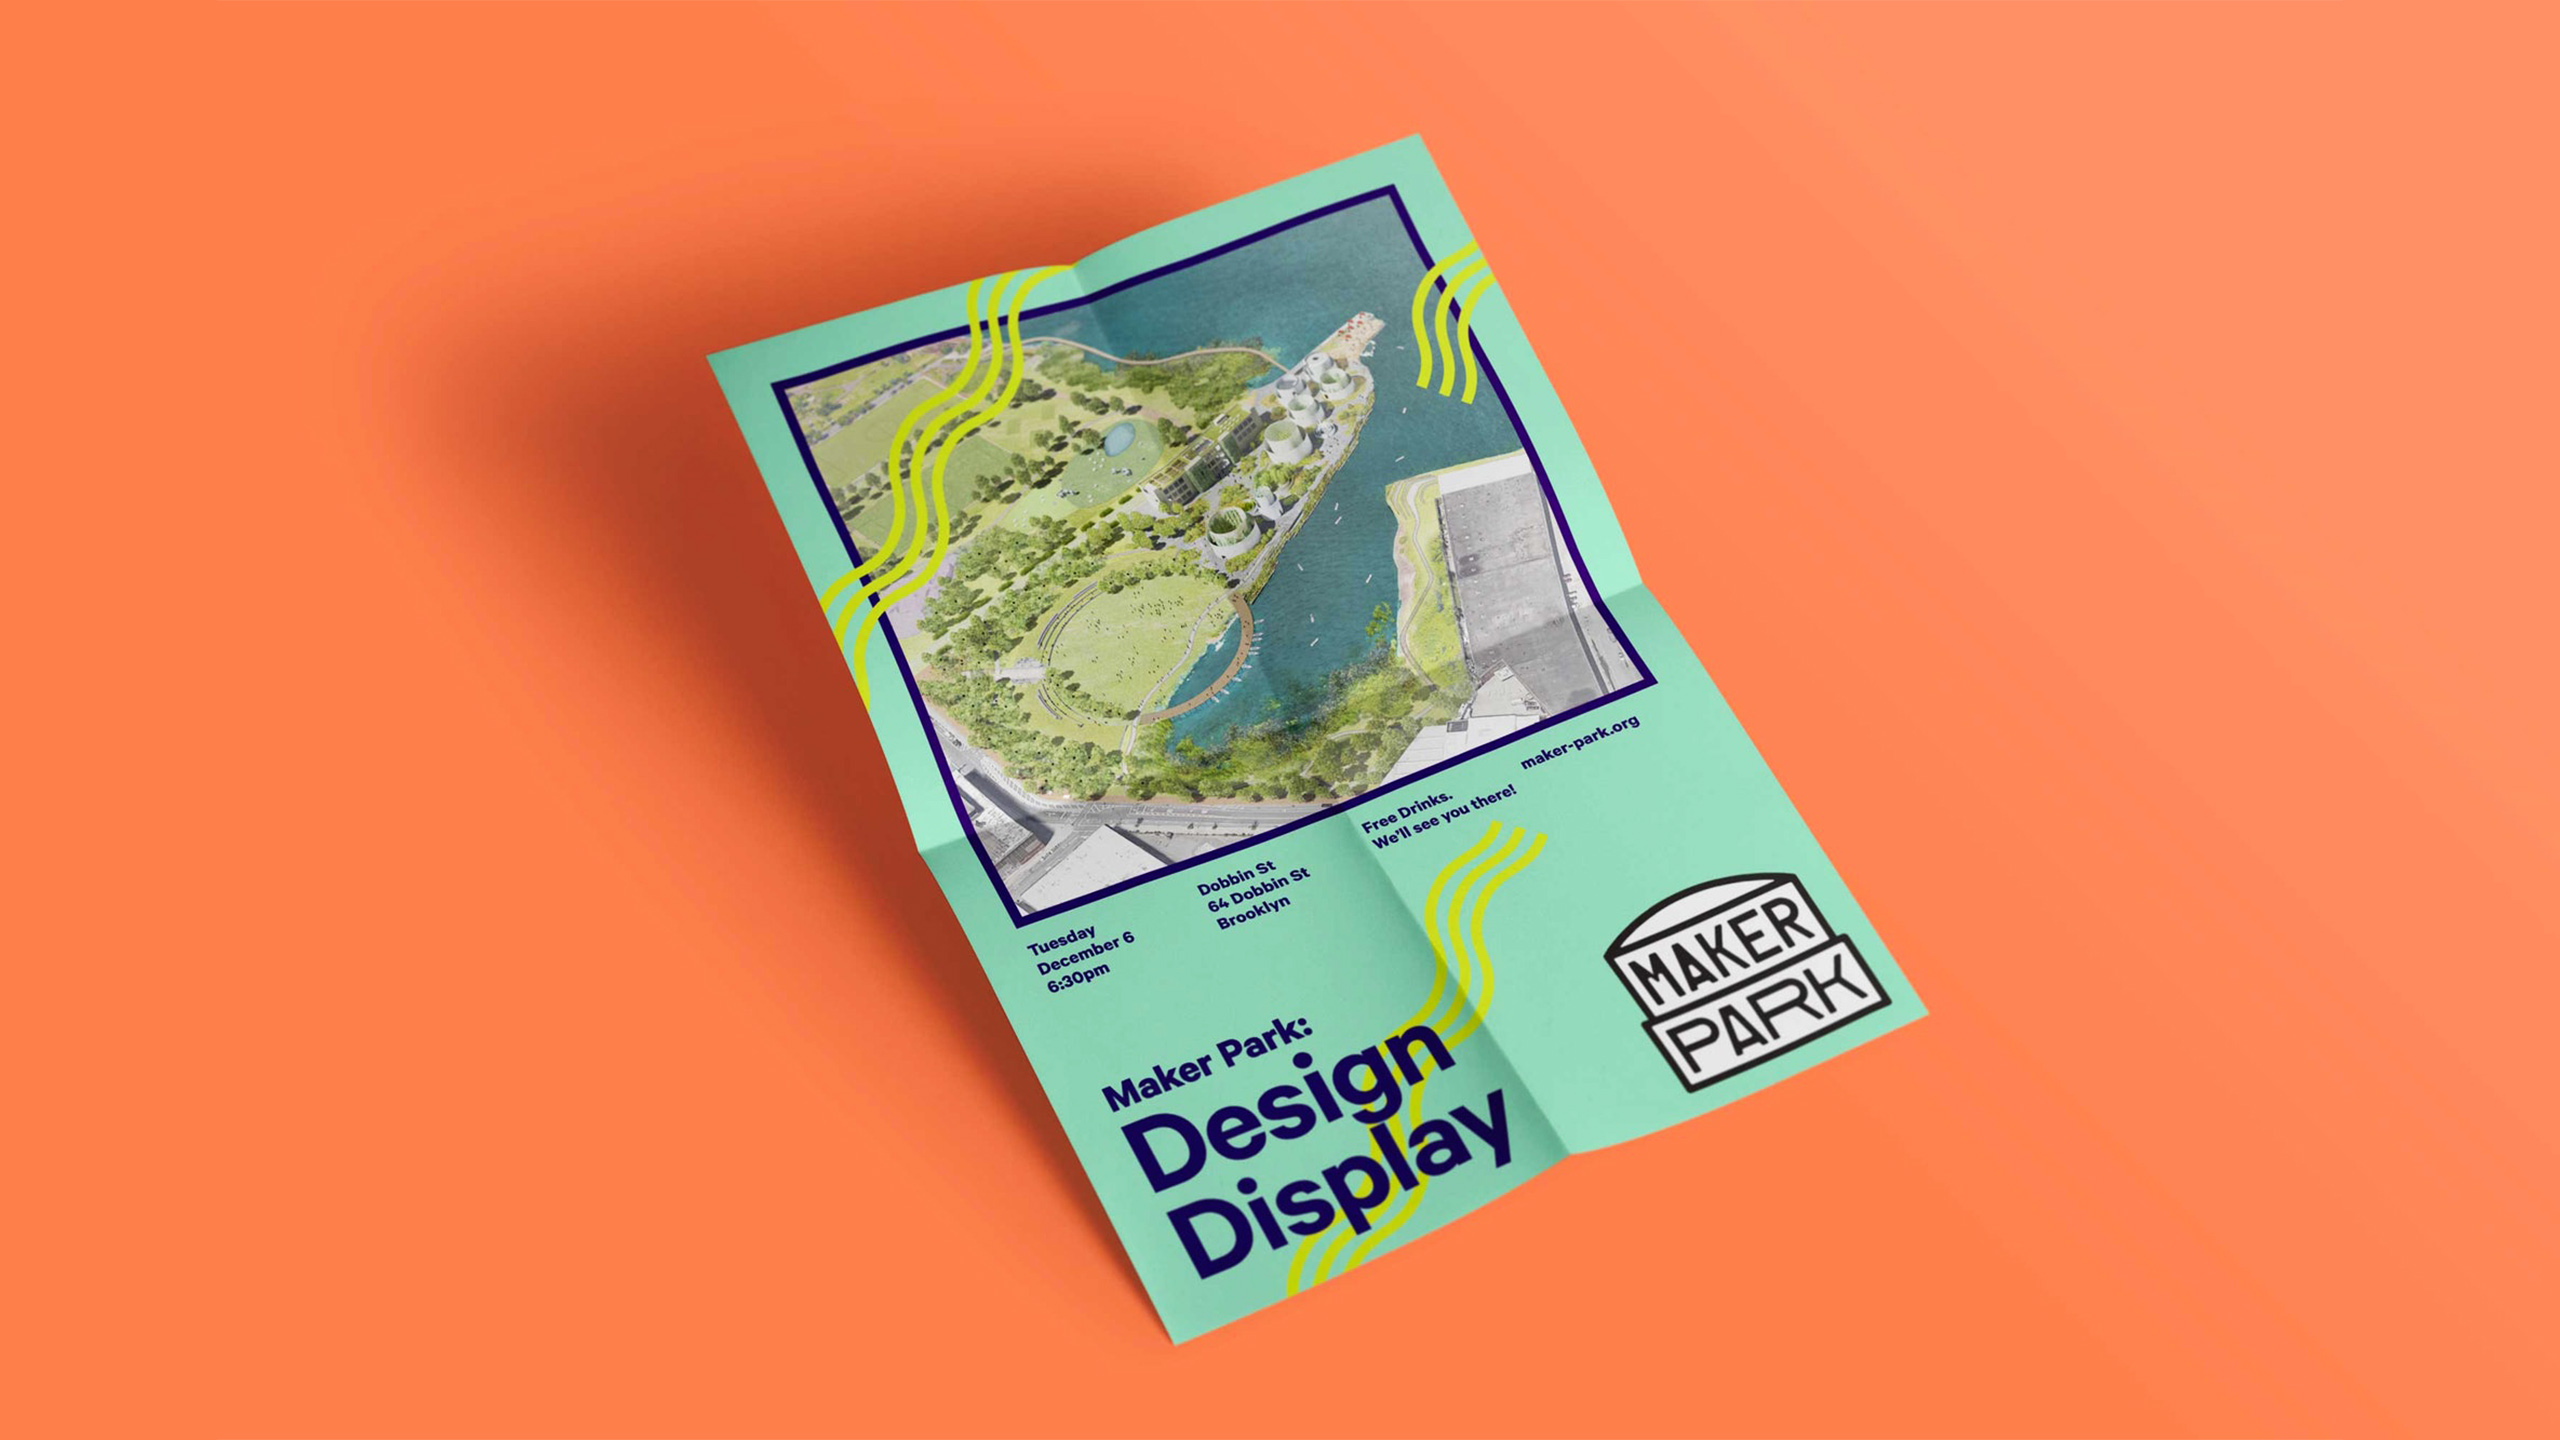 maker-park.org
Free Drinks.
We'll see you there!
Dobbin St
64 Dobbin St
Brooklyn
Tuesday
December 6
6:30pm
Maker Park:
Design
Display
MAKER
PARK